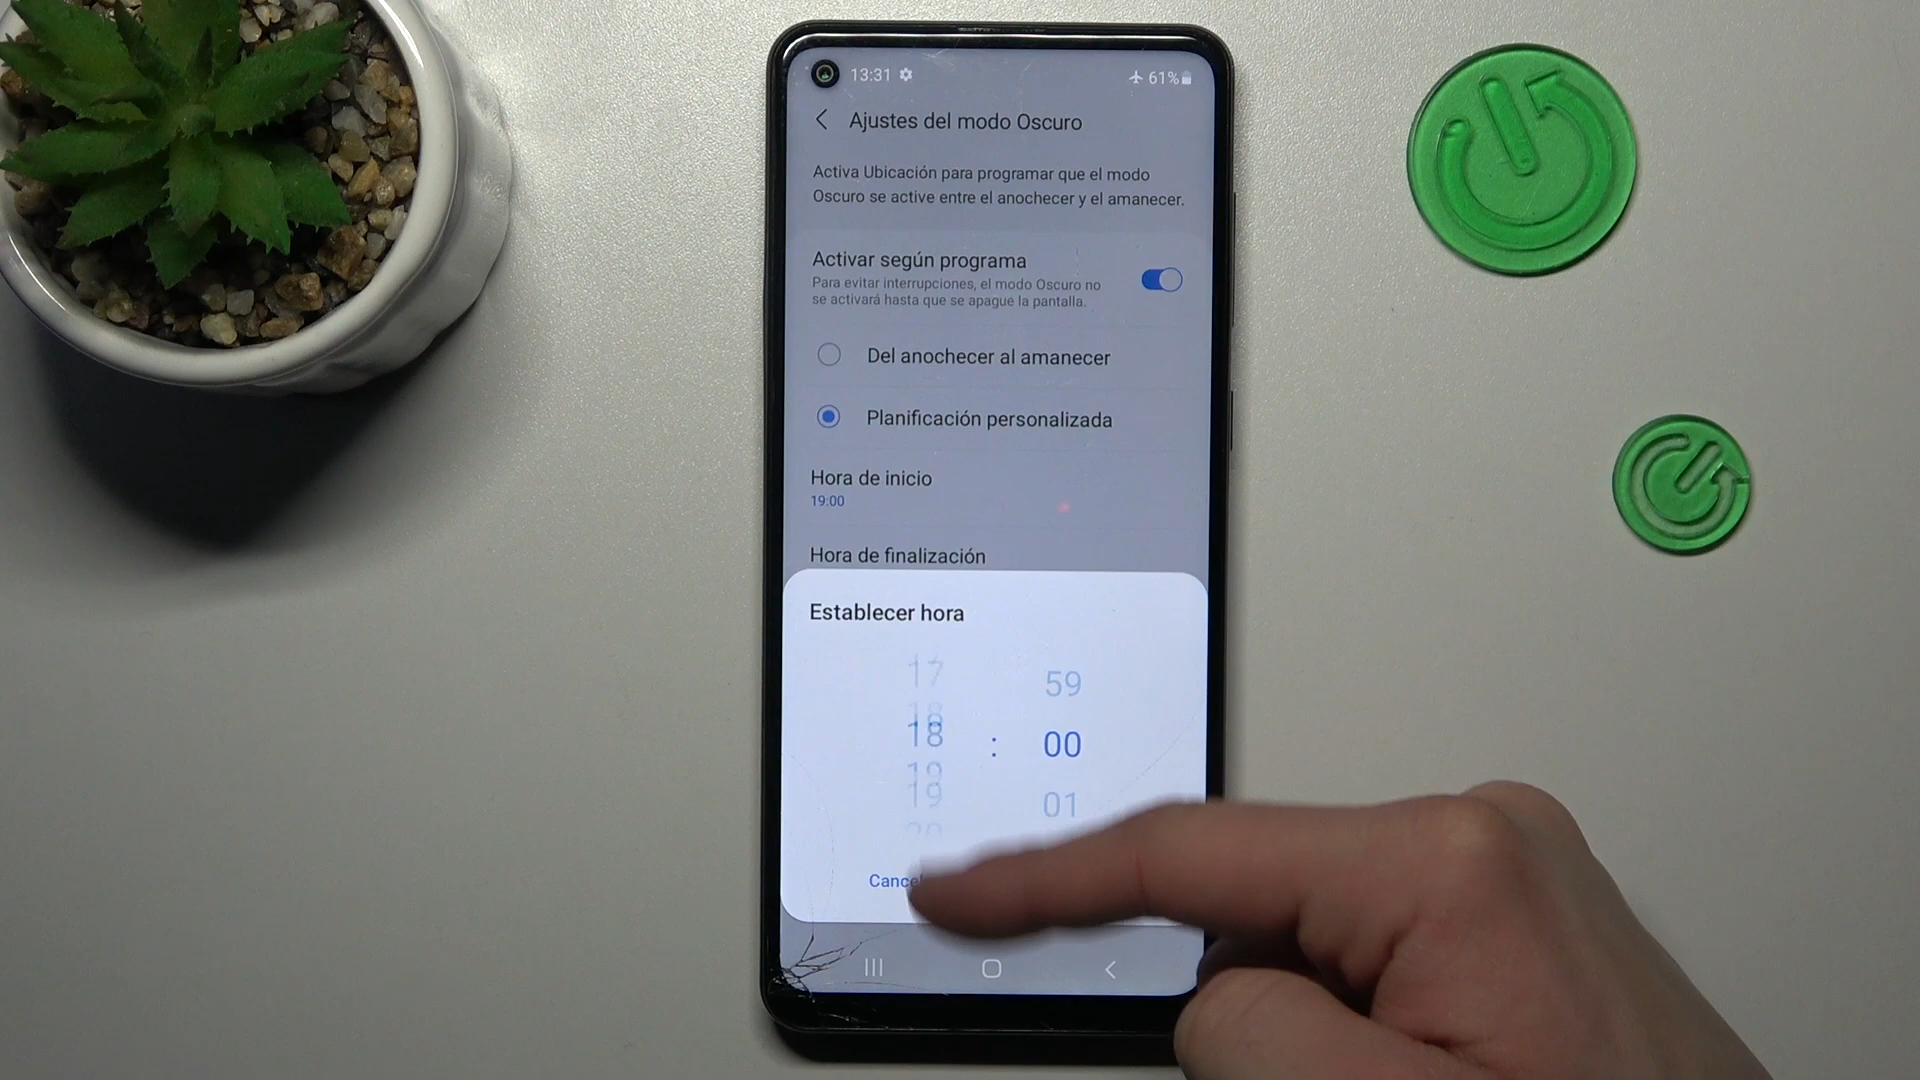 13:31
61%
Ajustes del modo Oscuro
Activa Ubicación para programar que el modo
Oscuro se active entre el anochecer y el amanecer.
Activar según programa
Para evitar interrupciones, el modo Oscuro no
se activará hasta que se apague la pantalla.
Del anochecer al amanecer
Planificación personalizada
Hora de inicio
19:00
Hora de finalización
Establecer hora
17 59
18 : 00
19 01
20